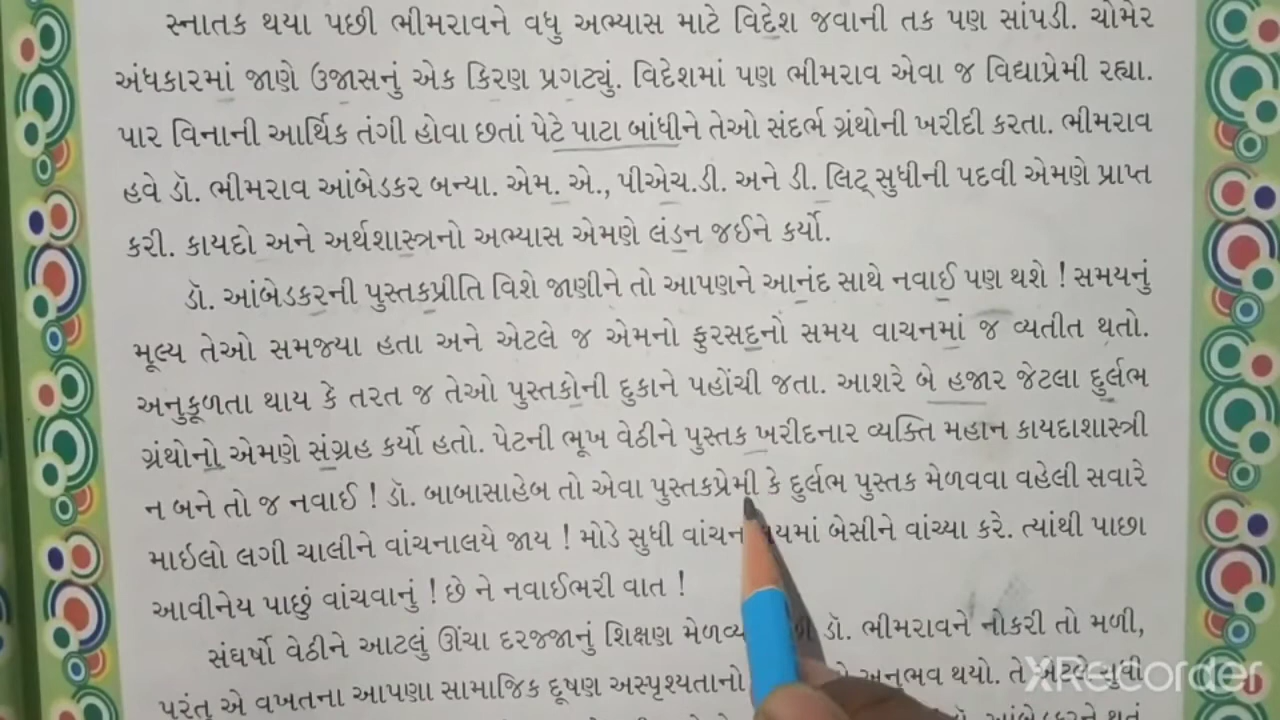 સ્નાતક થયા પછી ભીમરાવને વધુ અભ્યાસ માટે વિદેશ જવાની તક પણ સાંપડી. ચોમેર
અંધકારમાં જાણે ઉજાસનું એક કિરણ પ્રગટ્યું. વિદેશમાં પણ ભીમરાવ એવા જ વિદ્યાપ્રેમી રહ્યા.
પાર વિનાની આર્થિક તંગી હોવા છતાં પેટે પાટા બાંધીને તેઓ સંદર્ભ ગ્રંથોની ખરીદી કરતા. ભીમરાવ
હવે ડૉ. ભીમરાવ આંબેડકર બન્યા. એમ. એ., પીએચ.ડી. અને ડી. લિટ્ સુધીની પદવી એમણે પ્રાપ્ત
કરી. કાયદો અને અર્થશાસ્ત્રનો અભ્યાસ એમણે લંડન જઈને કર્યો.
ડૉ. આંબેડકરની પુસ્તકપ્રીતિ વિશે જાણીને તો આપણને આનંદ સાથે નવાઈ પણ થશે ! સમયનું
મૂલ્ય તેઓ સમજ્યા હતા અને એટલે જ એમનો ફુરસદનો સમય વાચનમાં જ વ્યતીત થતો.
અનુકૂળતા થાય કે તરત જ તેઓ પુસ્તકોની દુકાને પહોંચી જતા. આશરે બે હજાર જેટલા દુર્લભ
ગ્રંથોનો એમણે સંગ્રહ કર્યો હતો. પેટની ભૂખ વેઠીને પુસ્તક ખરીદનાર વ્યક્તિ મહાન કાયદાશાસ્ત્રી
ન બને તો જ નવાઈ ! ડૉ. બાબાસાહેબ તો એવા પુસ્તકપ્રેમી કે દુર્લભ પુસ્તક મેળવવા વહેલી સવારે
માઇલો લગી ચાલીને વાંચનાલયે જાય ! મોડે સુધી બેસીને વાંચ્યા કરે. ત્યાંથી પાછા
આવીનેય પાછું વાંચવાનું ! છે ને નવાઈભરી વાત !
સંઘર્ષો વેઠીને આટલું ઊંચા દરજ્જાનું શિક્ષણ ડૉ. ભીમરાવને નોકરી તો મળી,
પરંતુ એ વખતના આપણા સામાજિક દૂષણ અસ્પૃશ્યતાનો અનુભવ થયો. તે એટલે સુધી
XRecorder